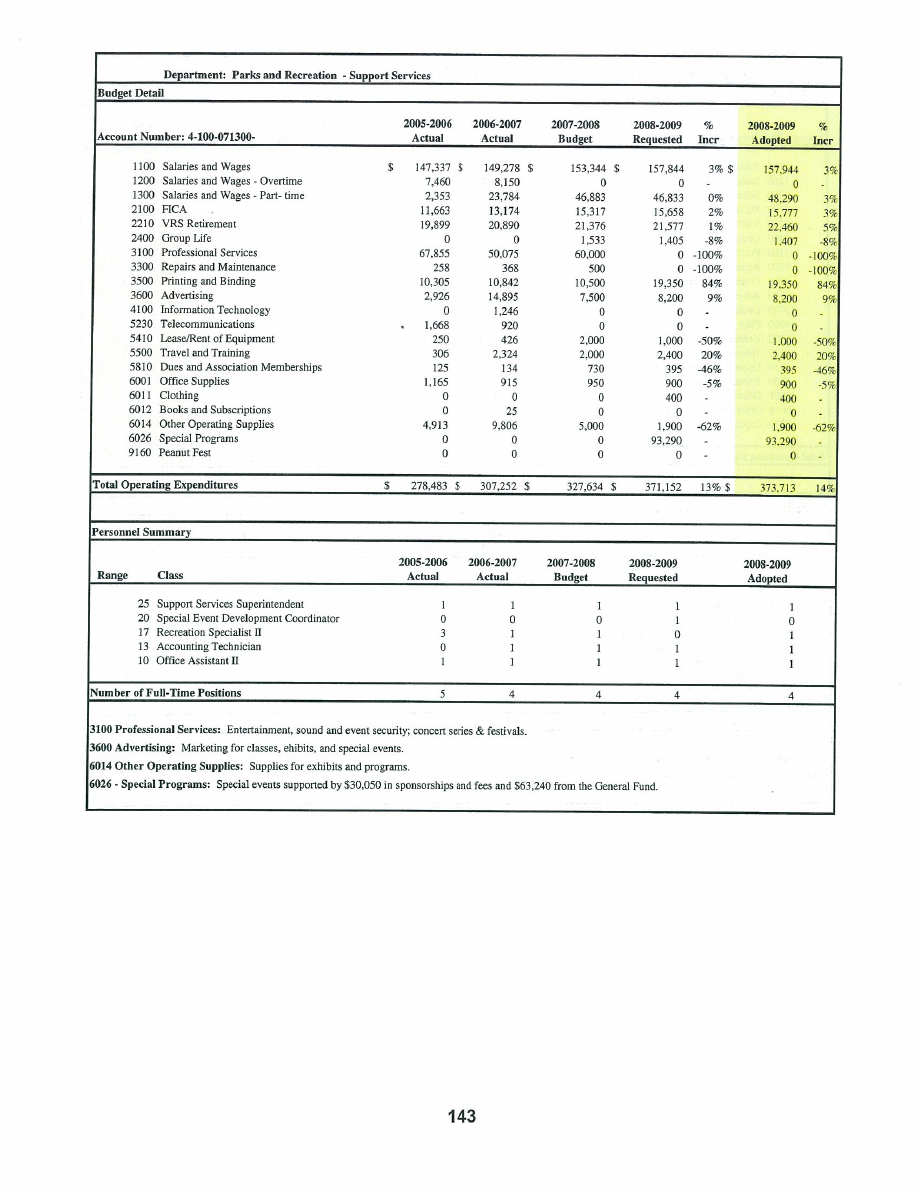 Department: Parks and Recreation - Support Services
Budget Detail
2005-2006 2006-2007 2007-2008 2008-2009 % 2008-2009 %
Account Number: 4-100-071300- Actual Actual Budget Requested Incr Adopted Incr
1100 Salaries and Wages $ 147,337 $ 149,278 $ 153,344 $ 157,844 3% $ 157,944 3%
1200 Salaries and Wages - Overtime 7,460 8,150 0 0 - 0 -
1300 Salaries and Wages - Part- time 2,353 23,784 46,883 46,833 0% 48,290 3%
2100 FICA 11,663 13,174 15,317 15,658 2% 15,777 3%
2210 VRS Retirement 19,899 20,890 21,376 21,577 1% 22,460 5%
2400 Group Life 0 0 1,533 1,405 -8% 1,407 -8%
3100 Professional Services 67,855 50,075 60,000 0 -100% 0 -100%
3300 Repairs and Maintenance 258 368 500 0 -100% 0 -100%
3500 Printing and Binding 10,305 10,842 10,500 19,350 84% 19,350 84%
3600 Advertising 2,926 14,895 7,500 8,200 9% 8,200 9%
4100 Information Technology 0 1,246 0 0 - 0 -
5230 Telecommunications 1,668 920 0 0 - 0 -
5410 Lease/Rent of Equipment 250 426 2,000 1,000 -50% 1,000 -50%
5500 Travel and Training 306 2,324 2,000 2,400 20% 2,400 20%
5810 Dues and Association Memberships 125 134 730 395 -46% 395 -46%
6001 Office Supplies 1,165 915 950 900 -5% 900 -5%
6011 Clothing 0 0 0 400 - 400 -
6012 Books and Subscriptions 0 25 0 0 - 0 -
6014 Other Operating Supplies 4,913 9,806 5,000 1,900 -62% 1,900 -62%
6026 Special Programs 0 0 0 93,290 - 93,290 -
9160 Peanut Fest 0 0 0 0 - 0 -
Total Operating Expenditures $ 278,483 $ 307,252 $ 327,634 $ 371,152 13% $ 373,713 14%
Personnel Summary
2005-2006 2006-2007 2007-2008 2008-2009 2008-2009
Range Class Actual Actual Budget Requested Adopted
25 Support Services Superintendent 1 1 1 1 1
20 Special Event Development Coordinator 0 0 0 1 0
17 Recreation Specialist II 3 1 1 0 1
13 Accounting Technician 0 1 1 1 1
10 Office Assistant II 1 1 1 1 1
Number of Full-Time Positions 5 4 4 4 4
3100 Professional Services: Entertainment, sound and event security; concert series & festivals.
3600 Advertising: Marketing for classes, ehibits, and special events.
6014 Other Operating Supplies: Supplies for exhibits and programs.
6026 - Special Programs: Special events supported by $30,050 in sponsorships and fees and $63,240 from the General Fund.
143